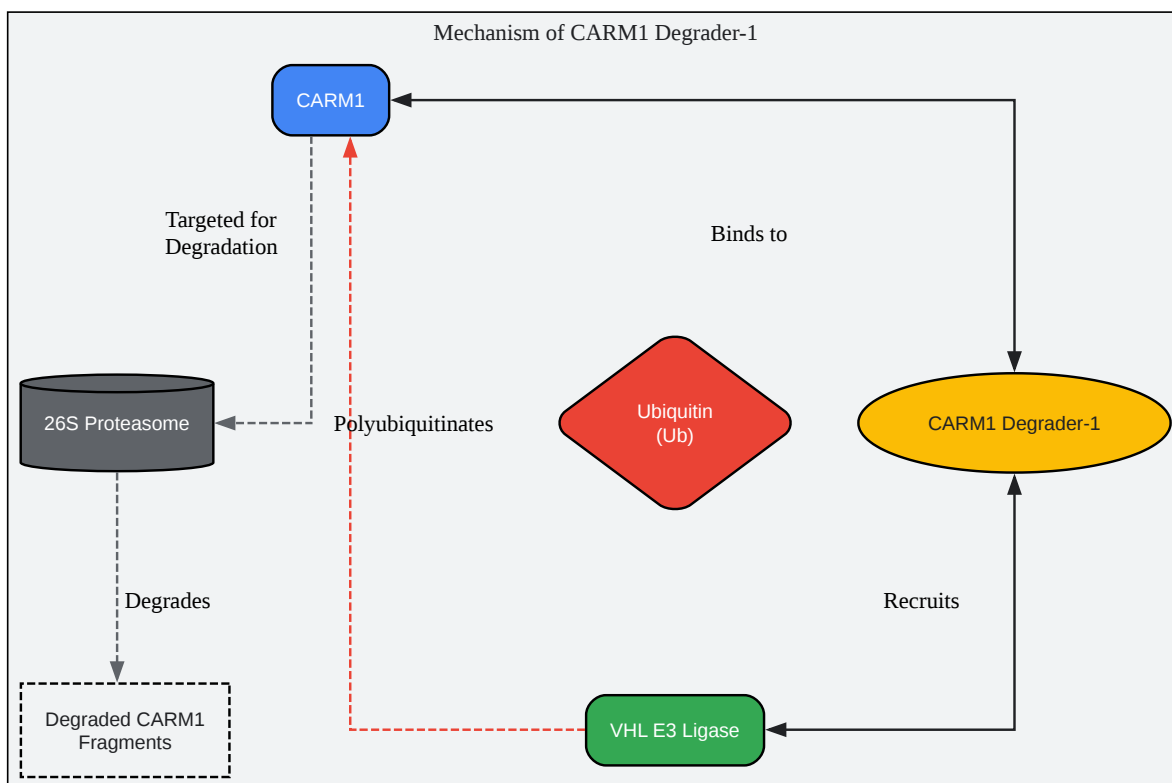 Mechanism of CARM1 Degrader-1
CARM1
Targeted for
Degradation
Binds to
26S Proteasome
Polyubiquitinates
Ubiquitin
(Ub)
CARM1 Degrader-1
Degrades
Recruits
Degraded CARM1
Fragments
VHL E3 Ligase